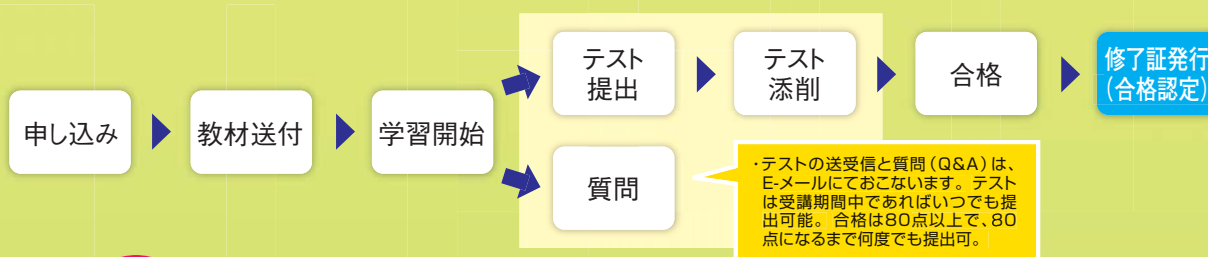 申し込み
教材送付
学習開始
テスト
提出
テスト
添削
合格
修了証発行
(合格認定)
質問
・テストの送受信と質問(Q&A)は、
E-メールにておこないます。テスト
は受講期間中であればいつでも提
出可能。合格は80点以上で、80
点になるまで何度でも提出可。